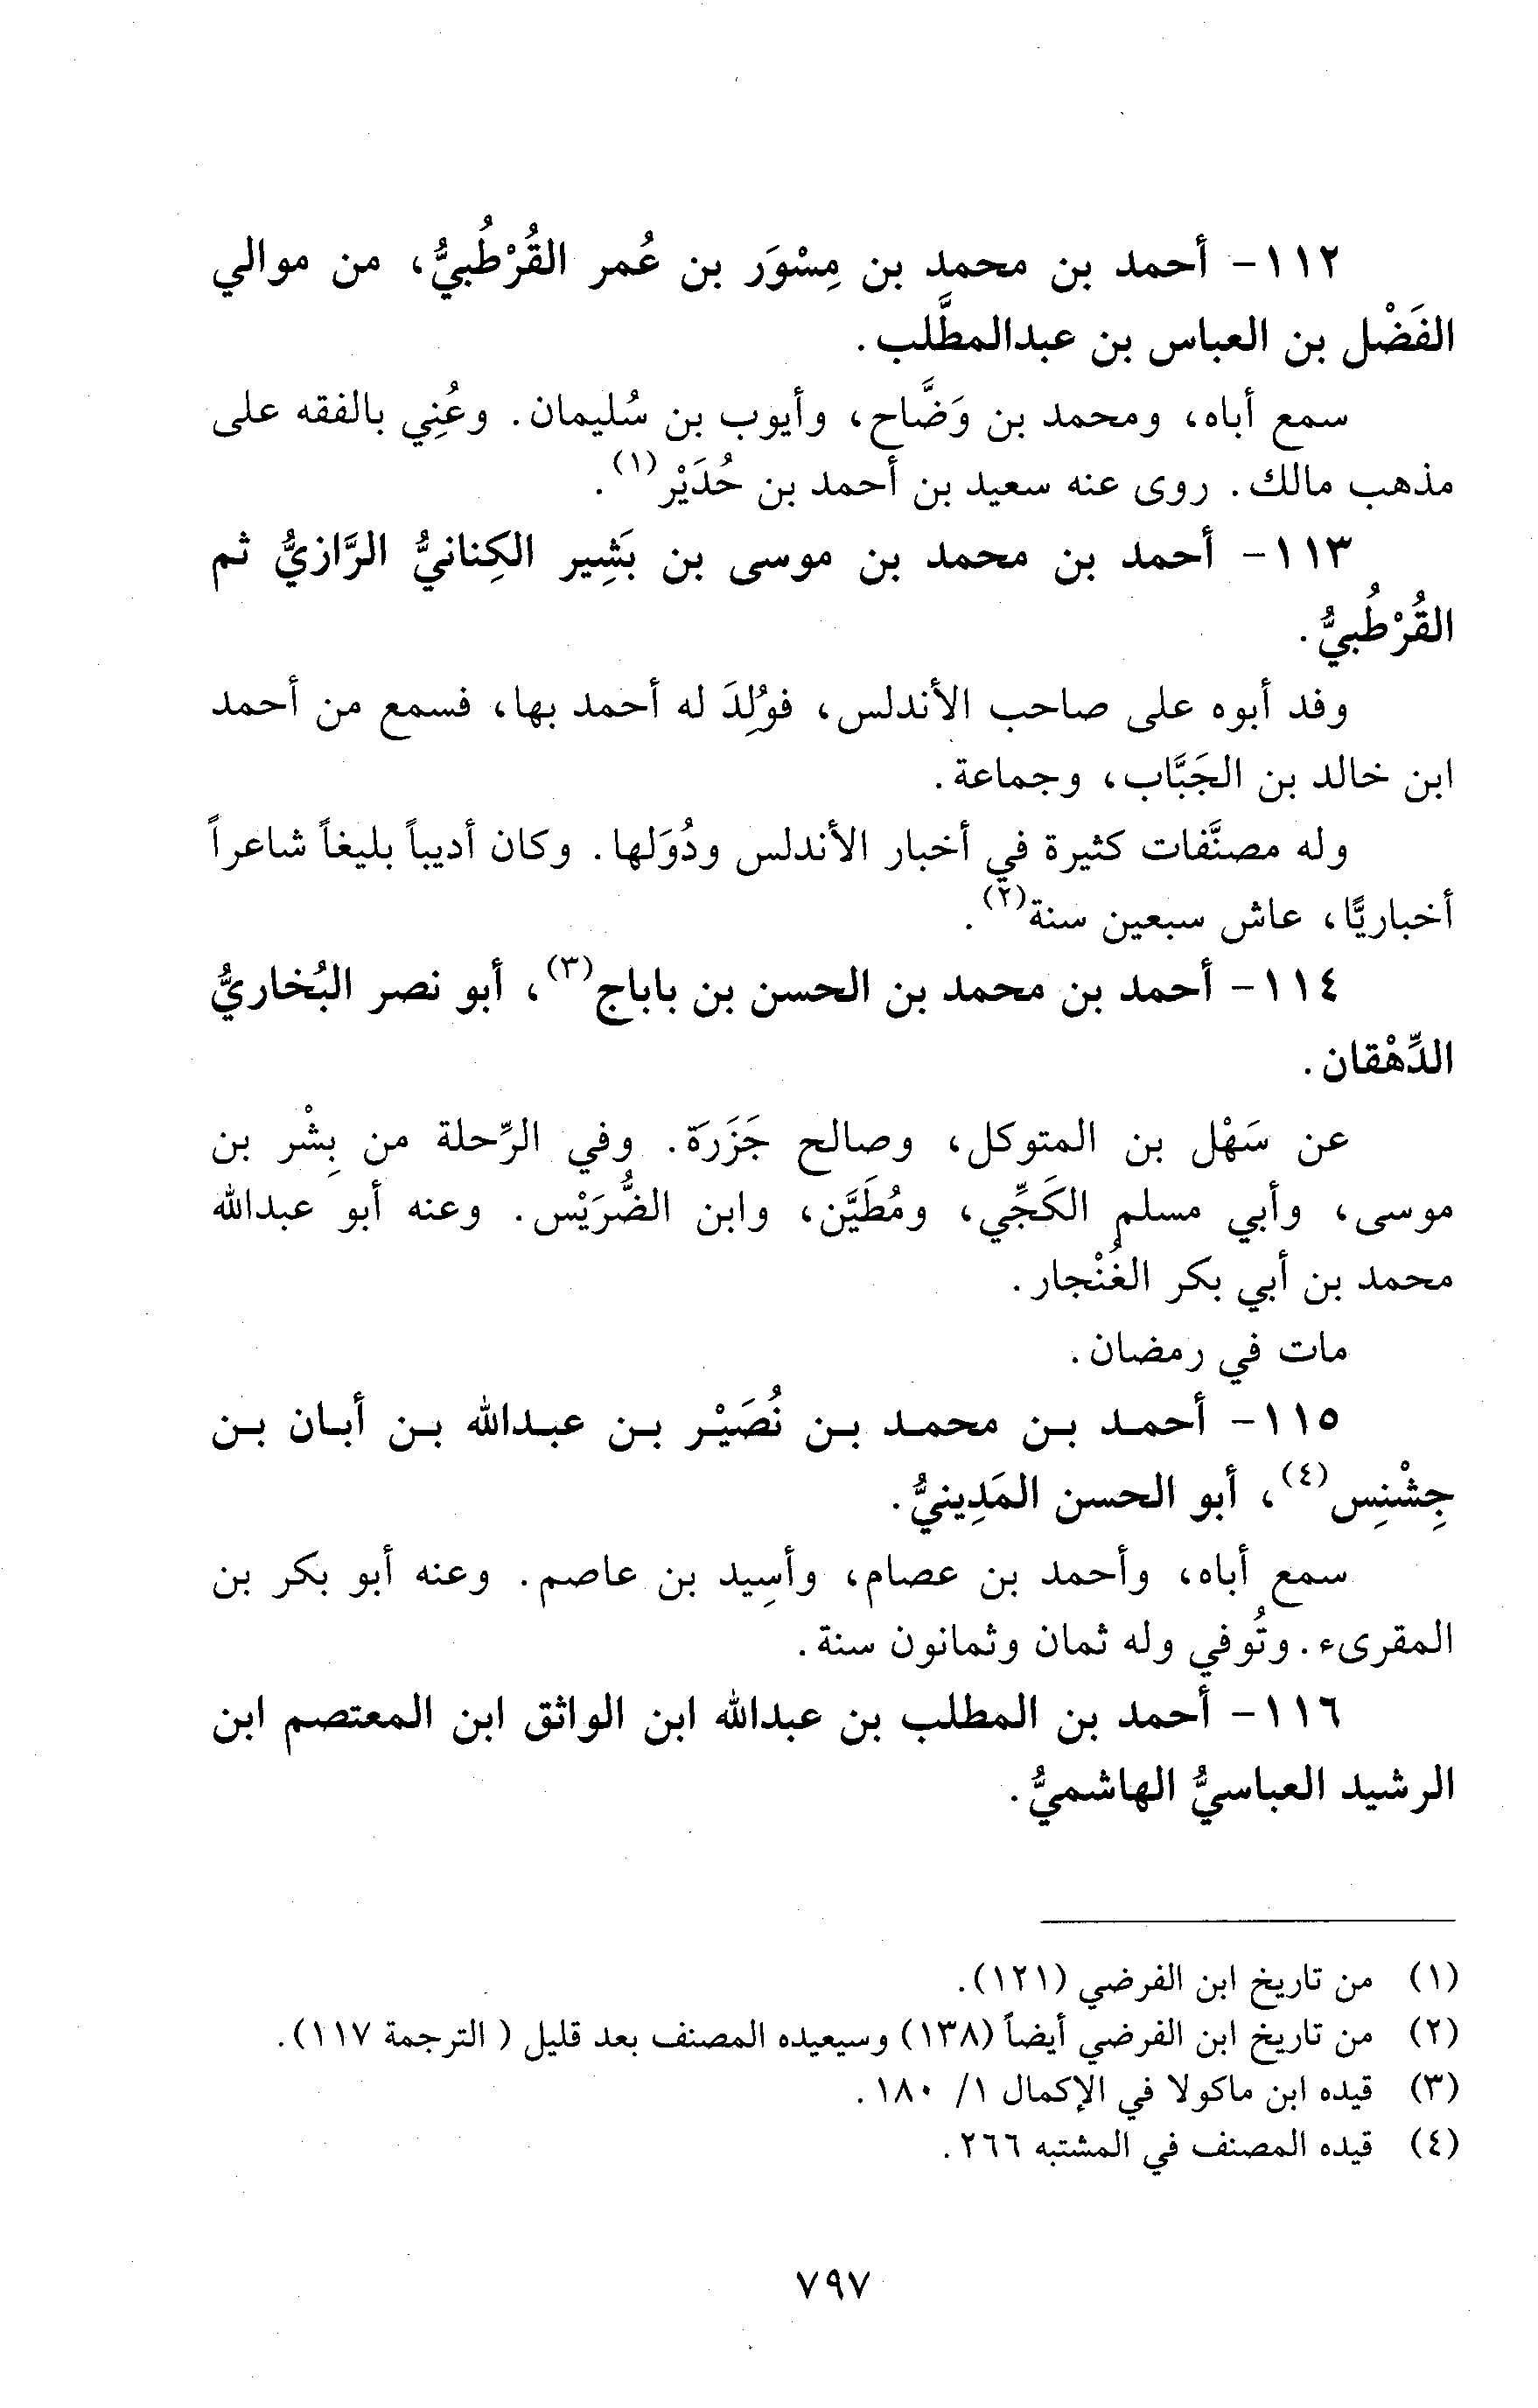 ١١٢- أحمد بن محمد بن مِسْوَر بن عُمر القُرْطُبيُّ، من موالي
الفَضْل بن العباس بن عبدالمطَّلب.
سمع أباه، ومحمد بن وَضَّاح، وأيوب بن سُليمان. وعُنِي بالفقه على
مذهب مالك. روى عنه سعيد بن أحمد بن حُدَيْر(١).
١١٣- أحمد بن محمد بن موسى بن بَشِير الكِنانيُّ الرَّازيُّ ثم
القُرْطُبيُّ.
وفد أبوه على صاحب الأندلس، فوُلِدَ له أحمد بها، فسمع من أحمد
ابن خالد بن الجَبَّاب، وجماعة.
وله مصنَّفات كثيرة في أخبار الأندلس ودُوَلها. وكان أديباً بليغاً شاعراً
أخباريًّا، عاش سبعين سنة(٢).
١١٤- أحمد بن محمد بن الحسن بن باباج(٣)، أبو نصر البُخاريُّ
الدِّهْقان.
عن سَهْل بن المتوكل، وصالح جَزَرَة. وفي الرِّحلة من بِشْر بن
موسى، وأبي مسلم الكَجِّي، ومُطَيَّن، وابن الضُّرَيْس. وعنه أبو عبدالله
محمد بن أبي بكر الغُنْجار.
مات في رمضان.
١١٥- أحمد بن محمد بن نُصَيْر بن عبدالله بن أبان بن
جِشْنِس(٤)، أبو الحسن المَدِينيُّ.
سمع أباه، وأحمد بن عصام، وأسِيد بن عاصم. وعنه أبو بكر بن
المقرىء. وتُوفي وله ثمان وثمانون سنة.
١١٦- أحمد بن المطلب بن عبدالله ابن الواثق ابن المعتصم ابن
الرشيد العباسيُّ الهاشميُّ.
(١) من تاريخ ابن الفرضي (١٢١).
(٢) من تاريخ ابن الفرضي أيضاً (١٣٨) وسيعيده المصنف بعد قليل ( الترجمة ١١٧).
(٣) قيده ابن ماكولا في الإكمال ١/ ١٨٠.
(٤) قيده المصنف في المشتبه ٢٦٦.
٧٩٧